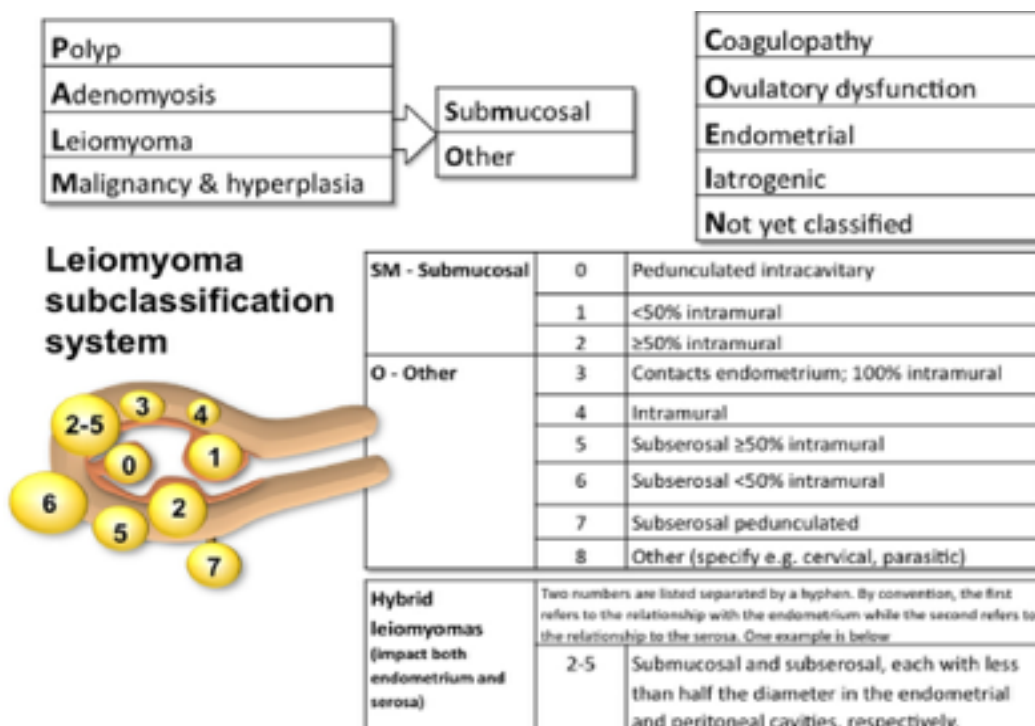 Polyp
Adenomyosis
Leiomyoma
Malignancy & hyperplasia
Submucosal
Other
Coagulopathy
Ovulatory dysfunction
Endometrial
Iatrogenic
Not yet classified
Leiomyoma
subclassification
system
SM - Submucosal
0 Pedunculated intracavitary
1 <50% intramural
2 ≥50% intramural
O - Other
3 Contacts endometrium; 100% intramural
4 Intramural
5 Subserosal ≥50% intramural
6 Subserosal <50% intramural
7 Subserosal pedunculated
8 Other (specify e.g. cervical, parasitic)
2-5
3
4
0
1
6
5
2
7
Hybrid
leiomyomas
(impact both
endometrium and
serosa)
Two numbers are listed separated by a hyphen. By convention, the first
refers to the relationship with the endometrium while the second refers to
the relationship to the serosa. One example is below
2-5 Submucosal and subserosal, each with less
than half the diameter in the endometrial
and peritoneal cavities, respectively.